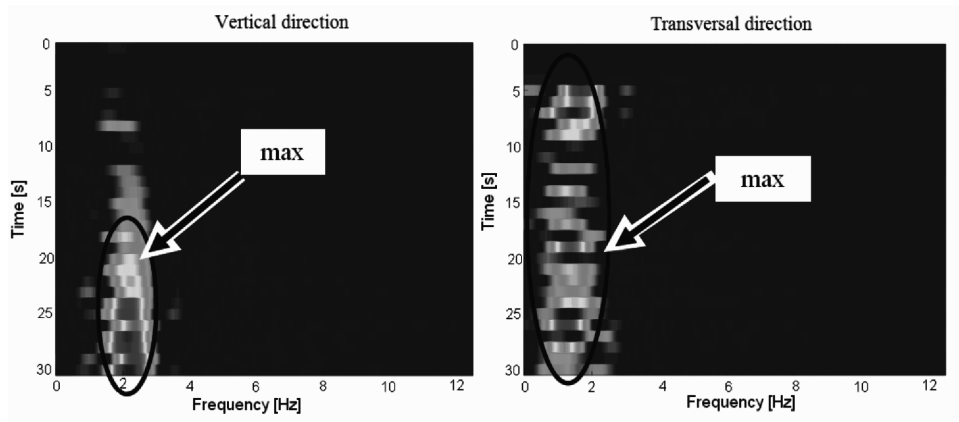 Vertical direction
0
5
10
15
20
25
30
Time [s]
max
0 2 4 6 8 10 12
Frequency [Hz]
Transversal direction
0
5
10
15
20
25
30
Time [s]
max
0 2 4 6 8 10 12
Frequency [Hz]